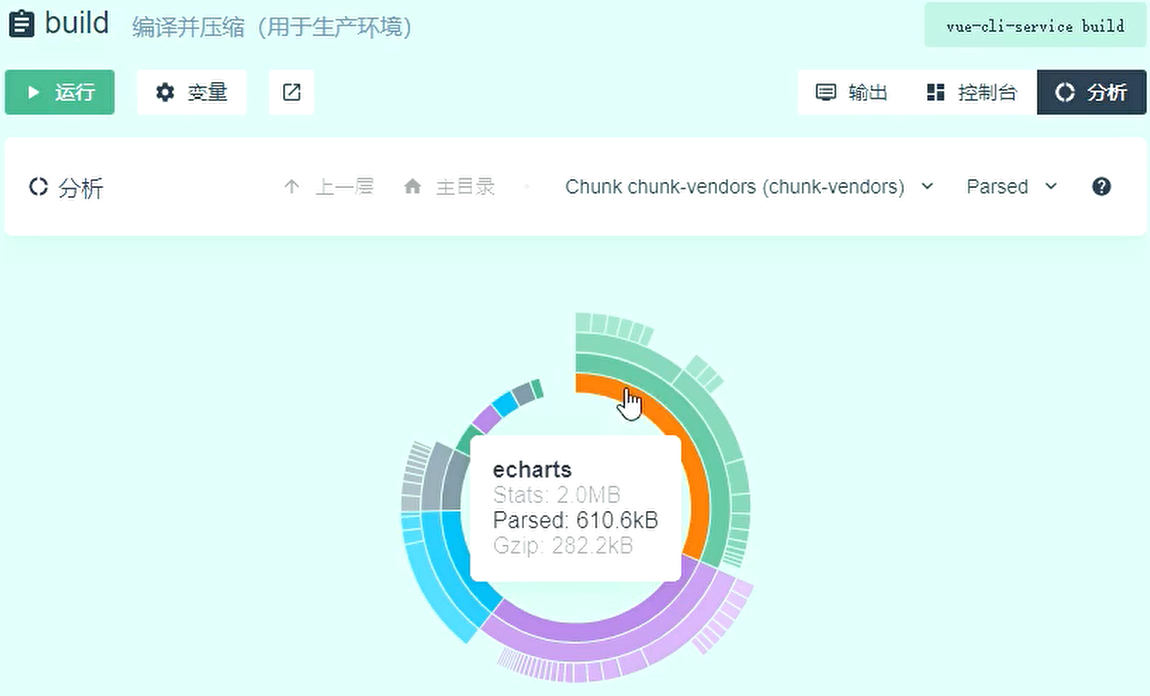 build 编译并压缩（用于生产环境） vue-cli-service build
运行 变量 输出 控制台 分析
分析 上一层 主目录 Chunk chunk-vendors (chunk-vendors) Parsed
echarts
Stats: 2.0MB
Parsed: 610.6kB
Gzip: 282.2kB